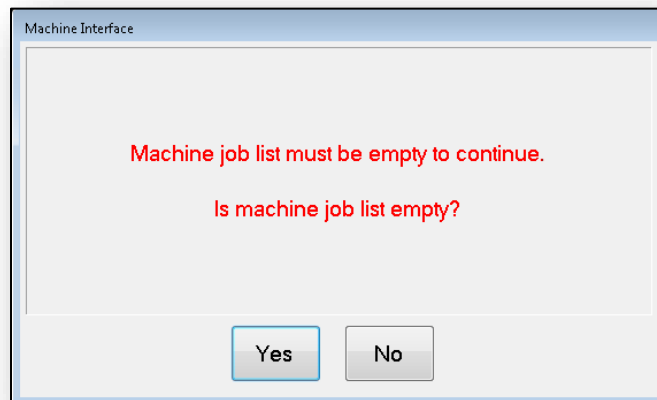 Machine Interface
Machine job list must be empty to continue.
Is machine job list empty?
Yes No